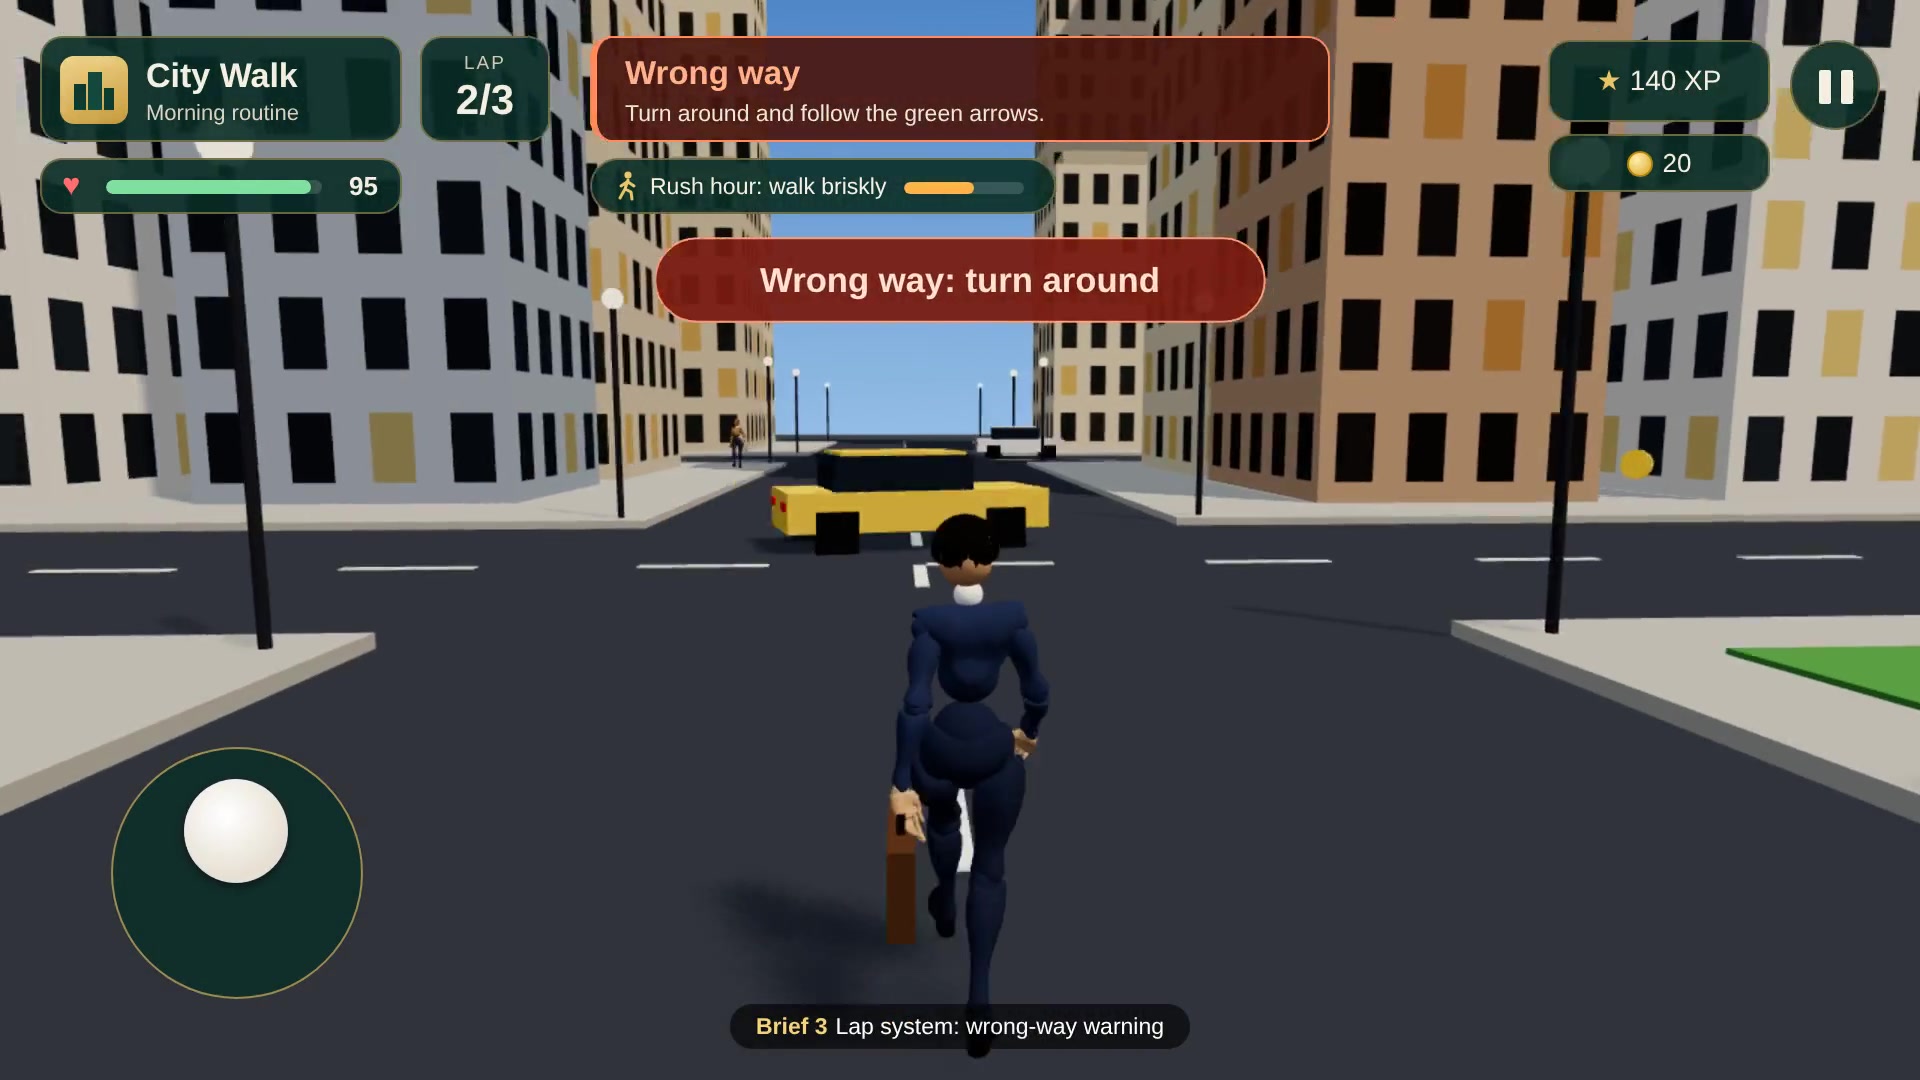 City Walk
Morning routine
LAP
2/3
Wrong way
Turn around and follow the green arrows.
140 XP
95
Rush hour: walk briskly
20
Wrong way: turn around
Brief 3 Lap system: wrong-way warning